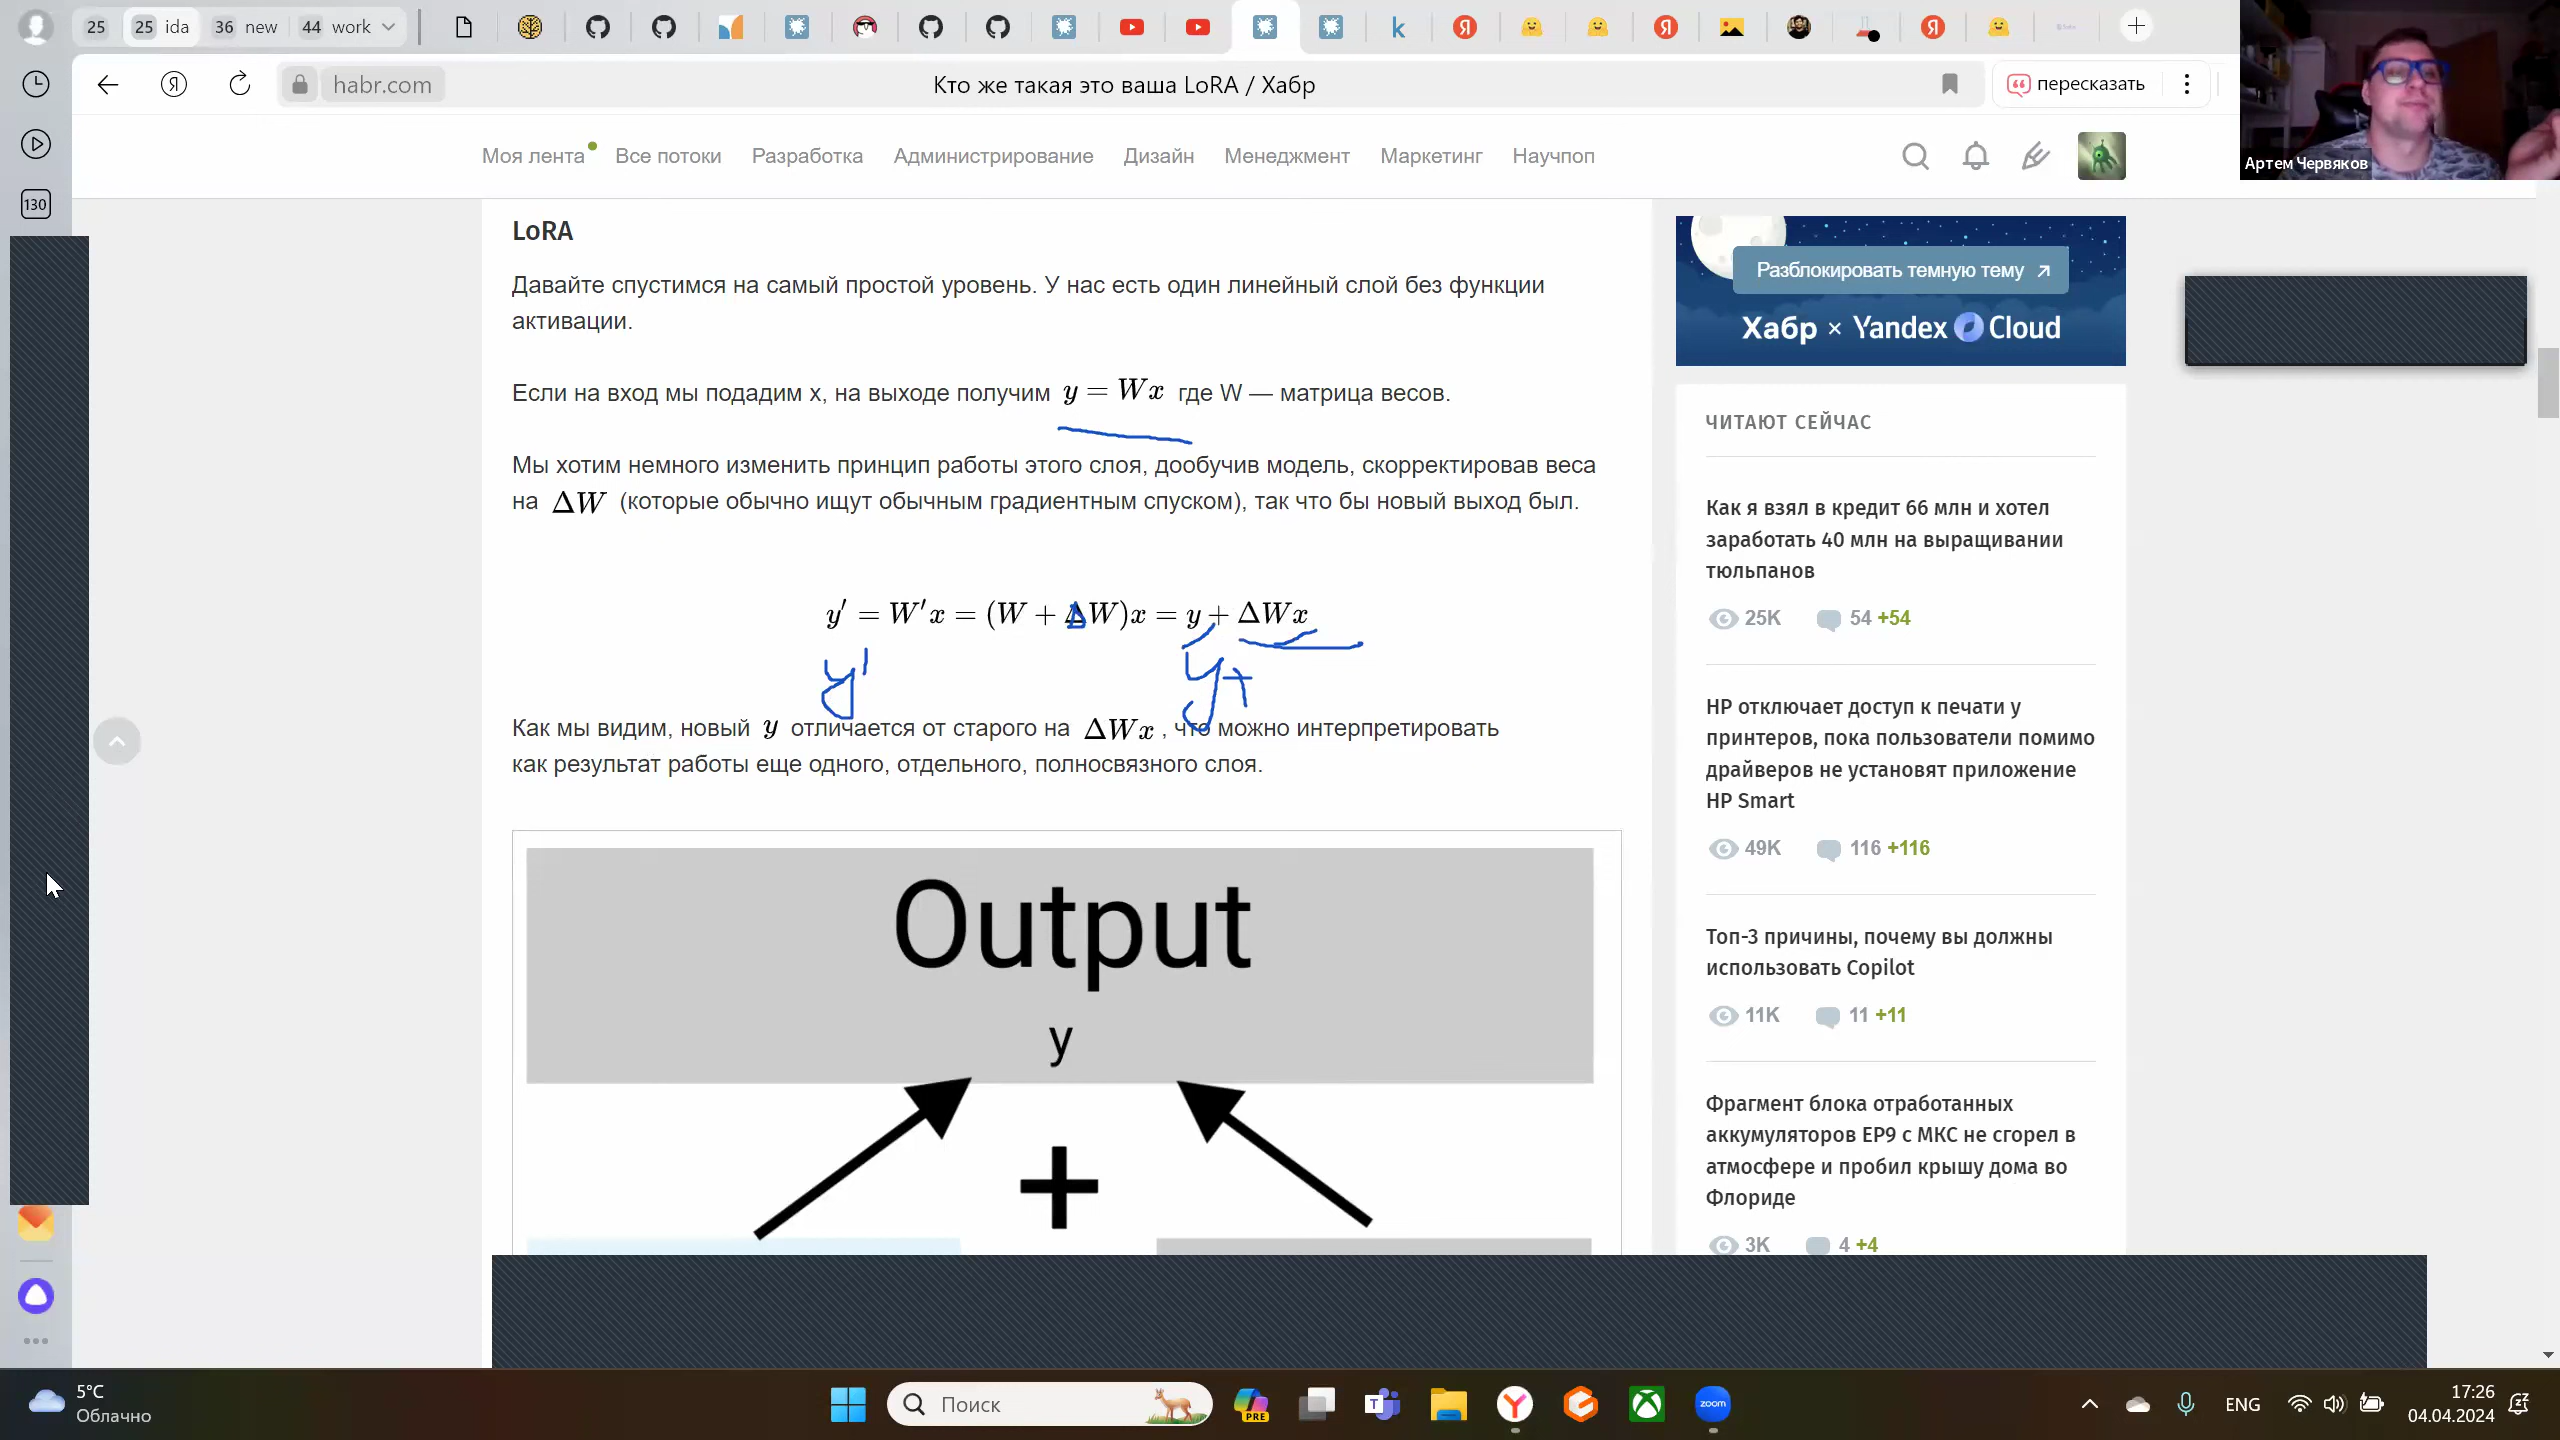 25
25 ida
36 new
44 work
habr.com
Кто же такая это ваша LoRA / Хабр
пересказать
Артем Червяков
130
Моя лента
Все потоки
Разработка
Администрирование
Дизайн
Менеджмент
Маркетинг
Научпоп
LoRA
Давайте спустимся на самый простой уровень. У нас есть один линейный слой без функции
активации.
Если на вход мы подадим x, на выходе получим y = Wx где W — матрица весов.
Мы хотим немного изменить принцип работы этого слоя, дообучив модель, скорректировав веса
на ΔW (которые обычно ищут обычным градиентным спуском), так что бы новый выход был.
y′ = W′x = (W + ΔW)x = y + ΔWx
y' y+
Как мы видим, новый y отличается от старого на ΔWx , что можно интерпретировать
как результат работы еще одного, отдельного, полносвязного слоя.
Output
y
+
Разблокировать темную тему
Хабр × Yandex Cloud
ЧИТАЮТ СЕЙЧАС
Как я взял в кредит 66 млн и хотел
заработать 40 млн на выращивании
тюльпанов
25K 54 +54
HP отключает доступ к печати у
принтеров, пока пользователи помимо
драйверов не установят приложение
HP Smart
49K 116 +116
Топ-3 причины, почему вы должны
использовать Copilot
11K 11 +11
Фрагмент блока отработанных
аккумуляторов EP9 с МКС не сгорел в
атмосфере и пробил крышу дома во
Флориде
3K 4 +4
5°C
Облачно
Поиск
PRE
zoom
ENG
17:26
04.04.2024